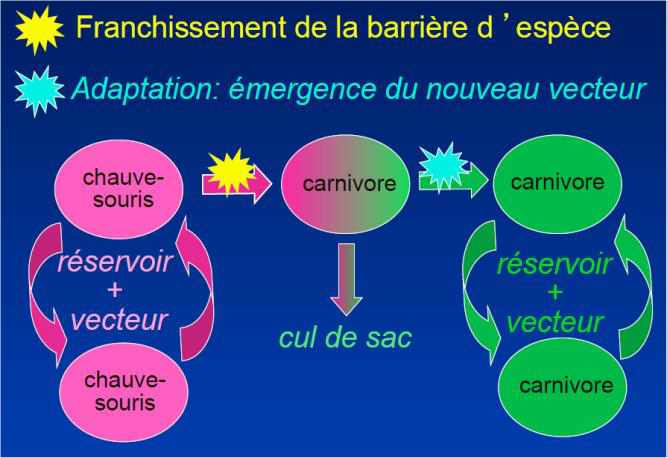 Franchissement de la barrière d ’espèce
Adaptation: émergence du nouveau vecteur
chauve-
souris
carnivore
carnivore
réservoir
+
vecteur
réservoir
+
vecteur
cul de sac
chauve-
souris
carnivore